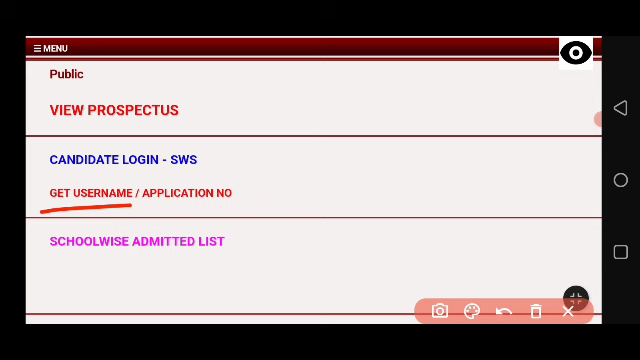 ☰ MENU
Public
VIEW PROSPECTUS
CANDIDATE LOGIN - SWS
GET USERNAME / APPLICATION NO
SCHOOLWISE ADMITTED LIST